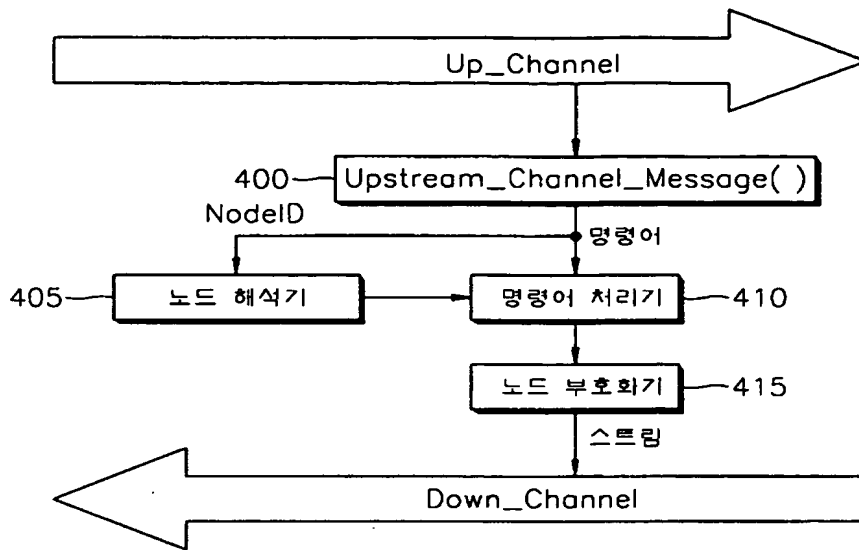 Up_Channel
400 Upstream_Channel_Message( )
NodeID
명령어
405 노드 해석기
명령어 처리기 410
노드 부호화기 415
스트림
Down_Channel